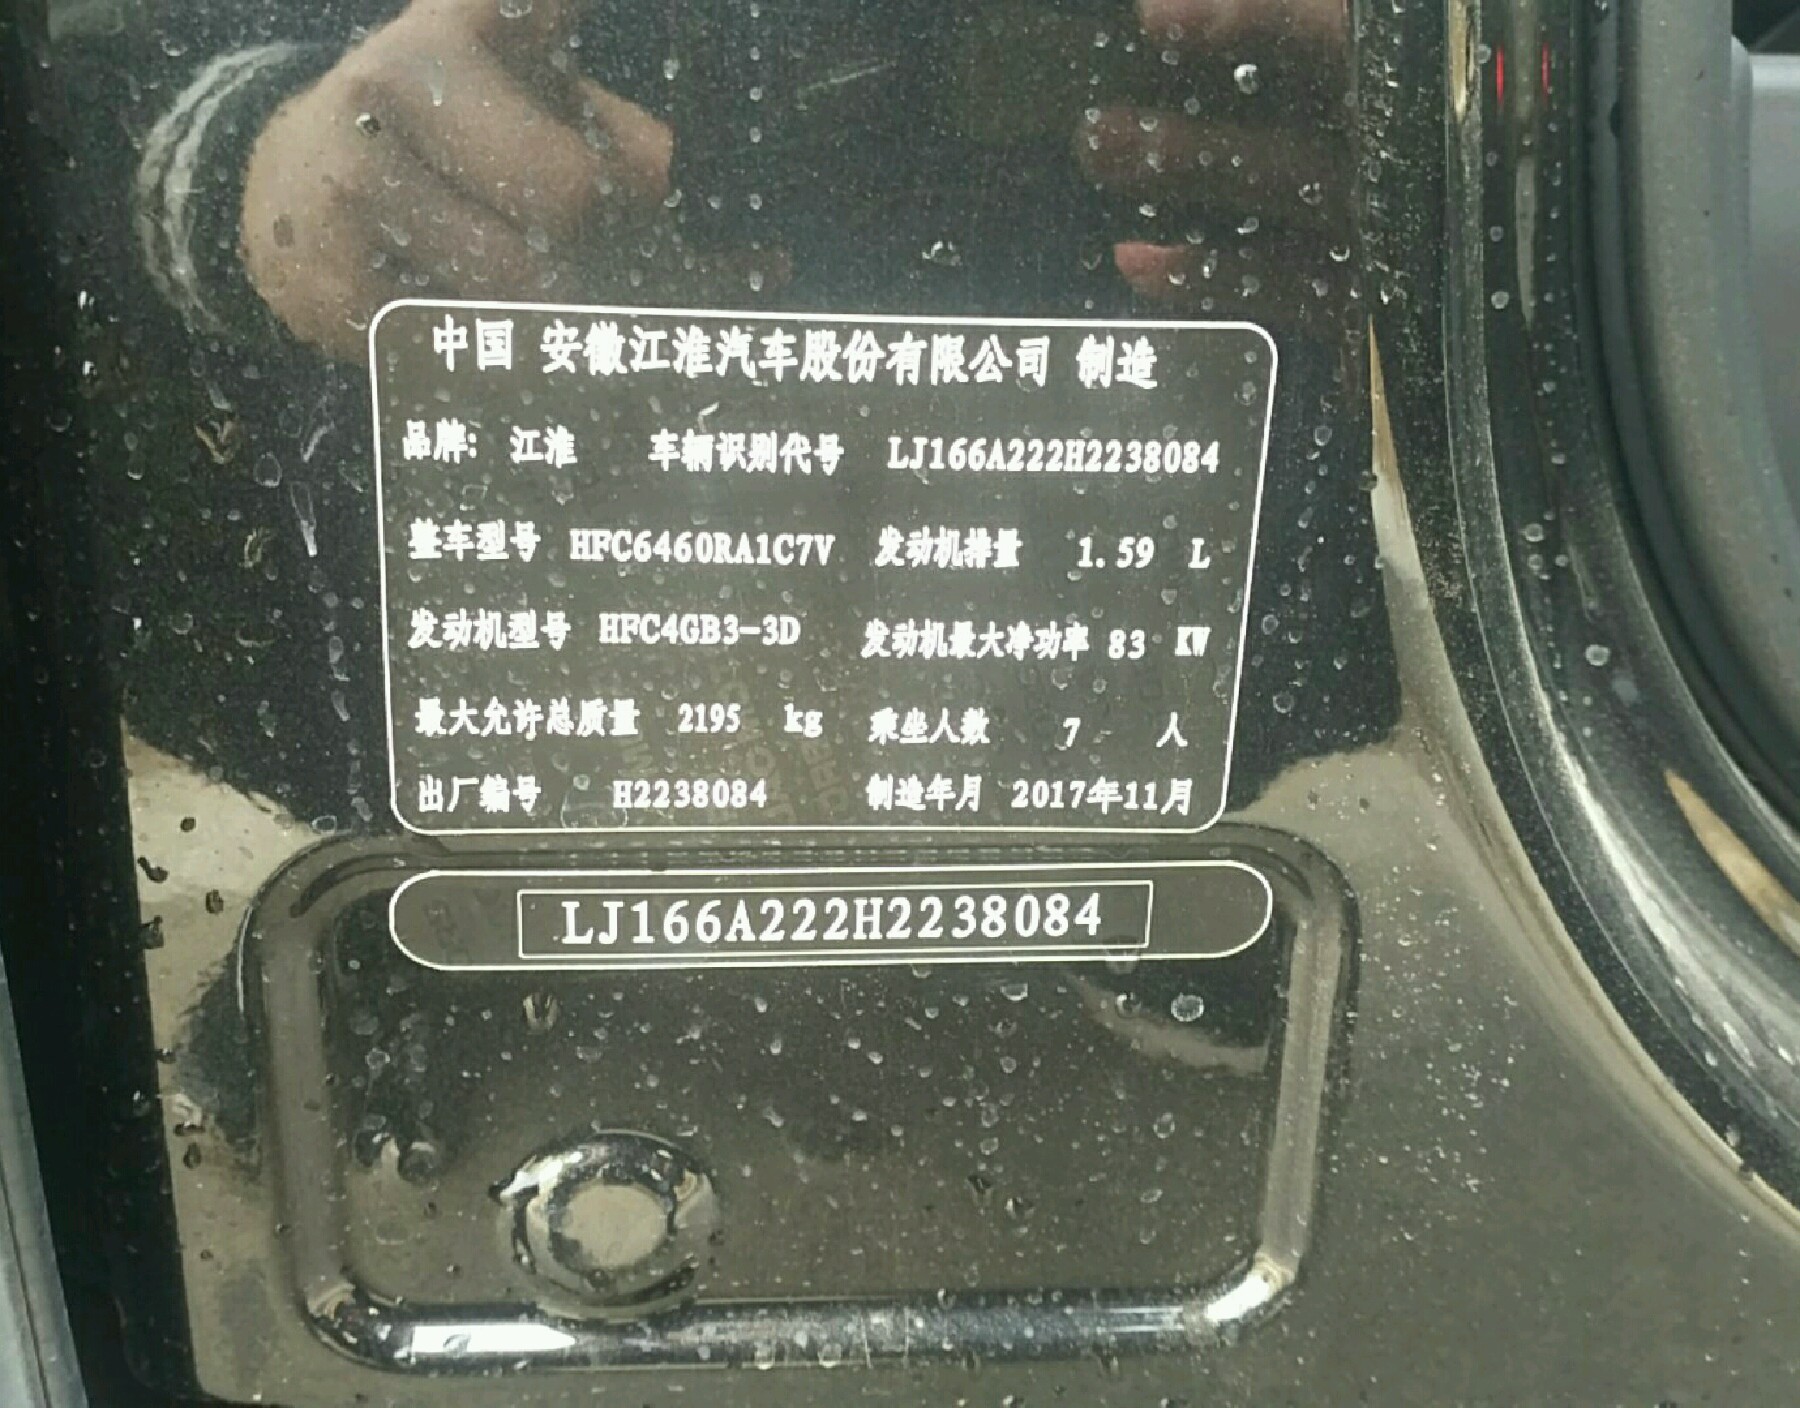 中国 安徽江淮汽车股份有限公司 制造
品牌: 江淮 车辆识别代号 LJ166A222H2238084
整车型号 HFC6460RA1C7V 发动机排量 1.59 L
发动机型号 HFC4GB3-3D 发动机最大净功率 83 KW
最大允许总质量 2195 kg 乘坐人数 7 人
出厂编号 H2238084 制造年月 2017年11月
LJ166A222H2238084